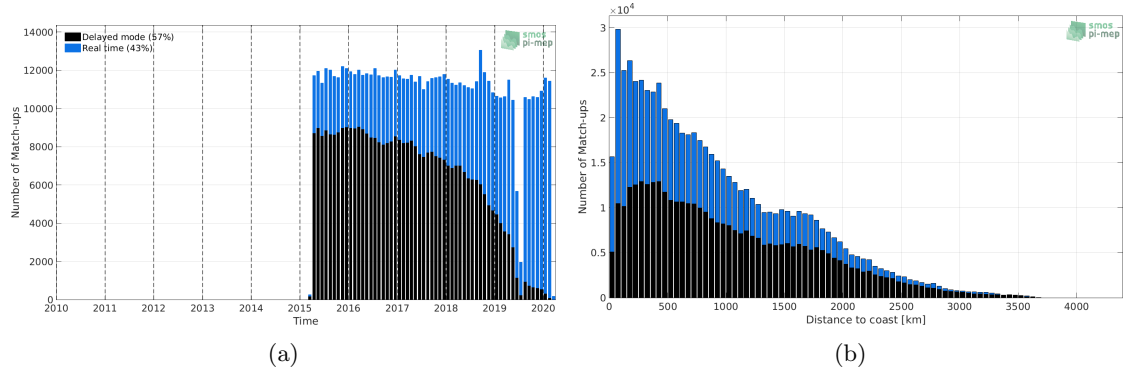 14000
12000
10000
8000
6000
4000
2000
0
Number of Match-ups
Delayed mode (57%)
Real time (43%)
smos
pi-mep
2010 2011 2012 2013 2014 2015 2016 2017 2018 2019 2020
Time
(a)
×10⁴
3
2.5
2
1.5
1
0.5
0
Number of Match-ups
smos
pi-mep
0 500 1000 1500 2000 2500 3000 3500 4000
Distance to coast [km]
(b)